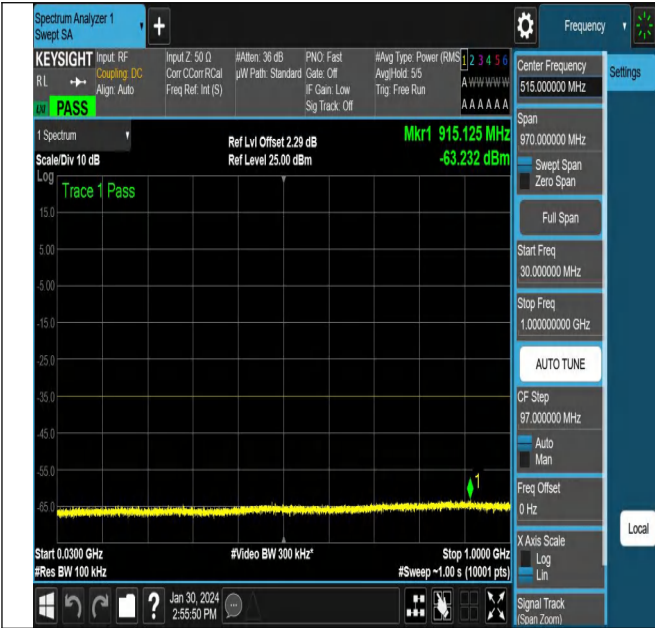 Spectrum Analyzer 1
Swept SA
+
Frequency
KEYSIGHT
RL
PASS
Input: RF
Coupling: DC
Align: Auto
Input Z: 50 Ω
Corr CCorr RCal
Freq Ref: Int (S)
#Atten: 36 dB
µW Path: Standard
PNO: Fast
Gate: Off
IF Gain: Low
Sig Track: Off
#Avg Type: Power (RMS
Avg|Hold: 5/5
Trig: Free Run
1 2 3 4 5 6
A W W W W W
A A A A A A
Center Frequency
515.000000 MHz
Settings
1 Spectrum
Scale/Div 10 dB
Ref Lvl Offset 2.29 dB
Ref Level 25.00 dBm
Mkr1 915.125 MHz
-63.232 dBm
Span
970.000000 MHz
Swept Span
Zero Span
Full Span
Log
Trace 1 Pass
15.0
5.00
-5.00
-15.0
-25.0
-35.0
-45.0
-55.0
-65.0
1
Start Freq
30.000000 MHz
Stop Freq
1.000000000 GHz
AUTO TUNE
CF Step
97.000000 MHz
Auto
Man
Freq Offset
0 Hz
X Axis Scale
Log
Lin
Local
Signal Track
(Span Zoom)
Start 0.0300 GHz
#Res BW 100 kHz
#Video BW 300 kHz*
Stop 1.0000 GHz
#Sweep ~1.00 s (10001 pts)
?
Jan 30, 2024
2:55:50 PM